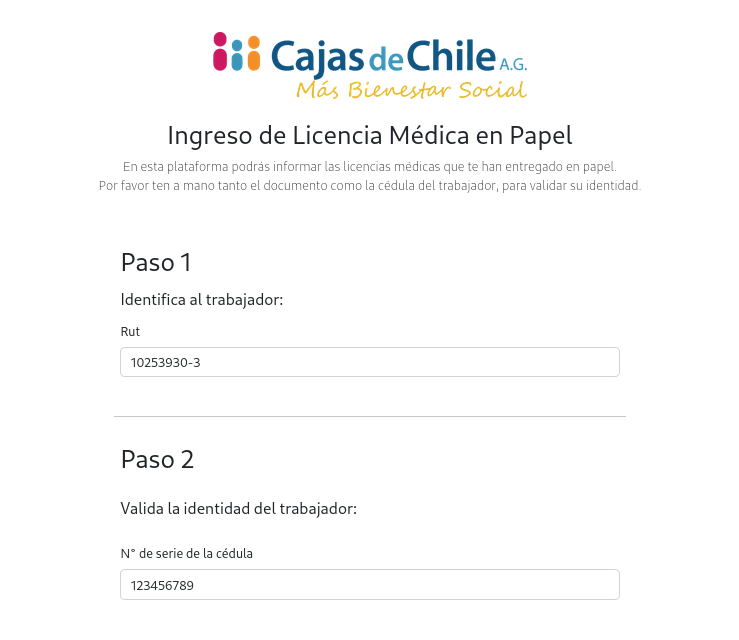 Cajas de Chile A.G.
Más Bienestar Social
Ingreso de Licencia Médica en Papel
En esta plataforma podrás informar las licencias médicas que te han entregado en papel.
Por favor ten a mano tanto el documento como la cédula del trabajador, para validar su identidad.
Paso 1
Identifica al trabajador:
Rut
10253930-3
Paso 2
Valida la identidad del trabajador:
N° de serie de la cédula
123456789